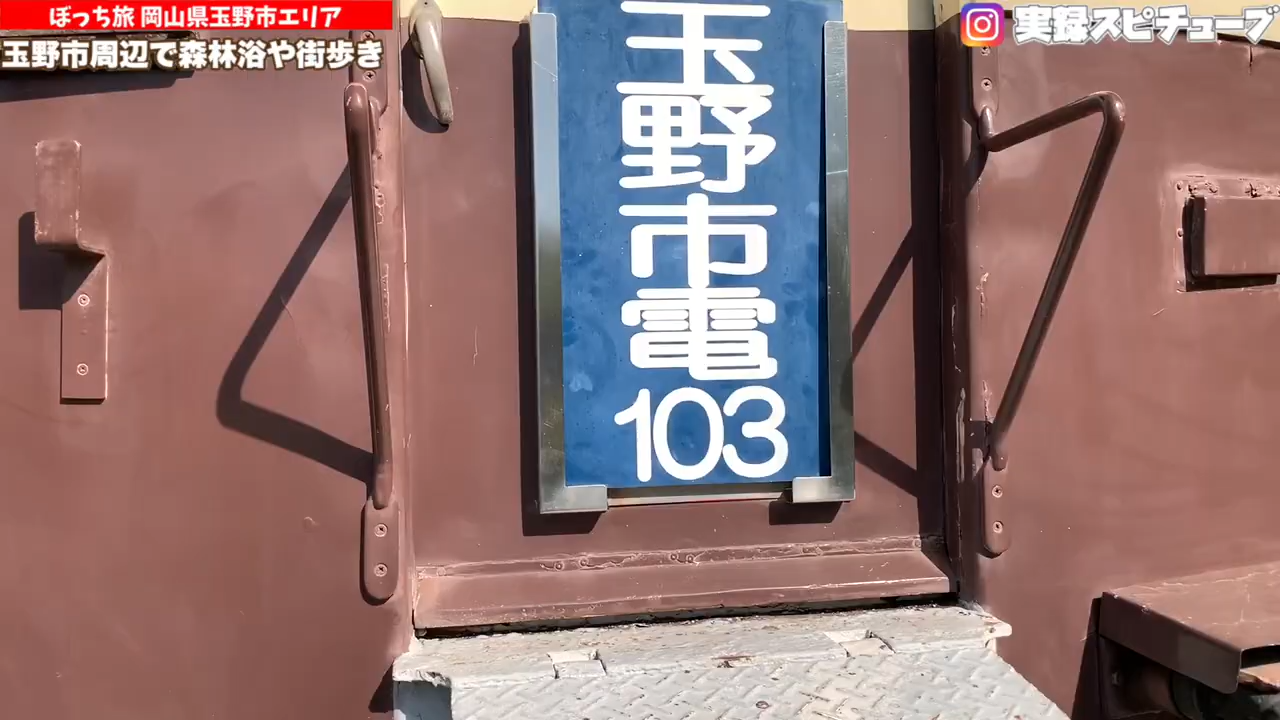 ぼっち旅 岡山県玉野市エリア
玉野市周辺で森林浴や街歩き
実録スピチューブ
玉野市電
103